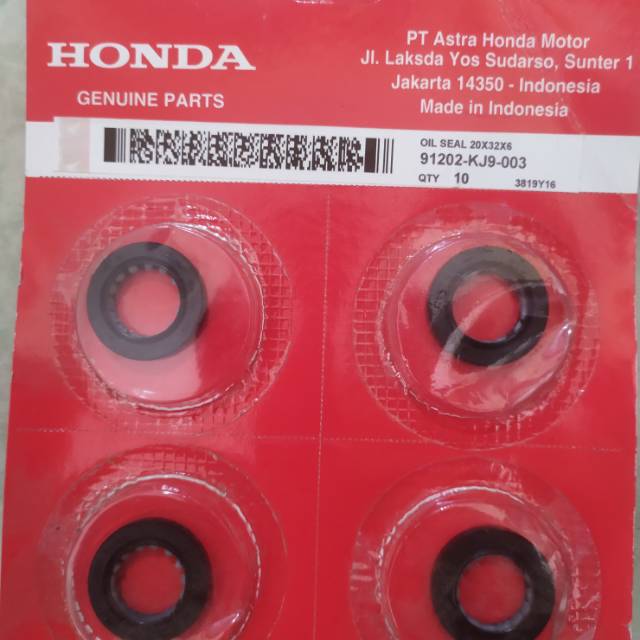 HONDA
GENUINE PARTS
PT Astra Honda Motor
Jl. Laksda Yos Sudarso, Sunter 1
Jakarta 14350 - Indonesia
Made in Indonesia
OIL SEAL 20X32X6
91202-KJ9-003
QTY 10 3819Y16